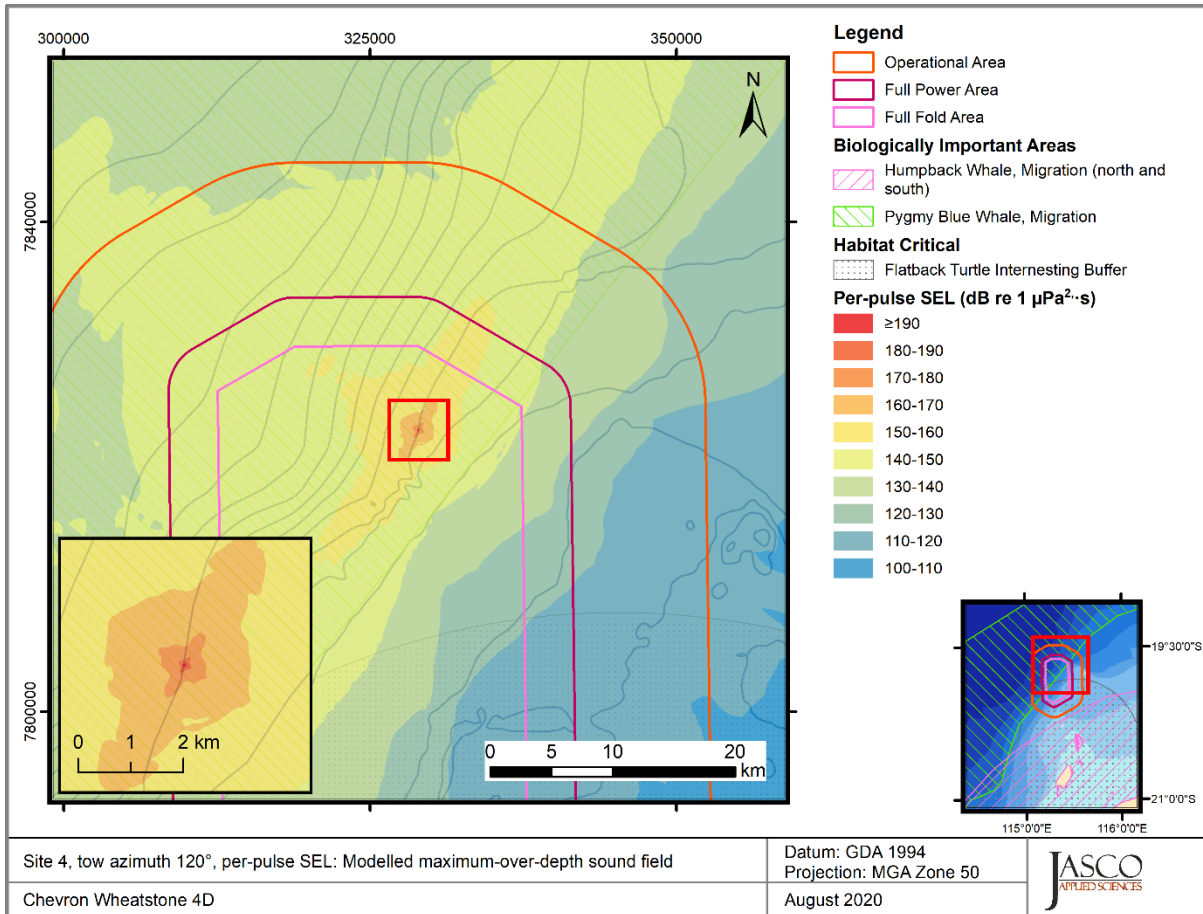 300000 325000 350000
7840000
7800000
N
0 1 2 km
0 5 10 20
km
Legend
Operational Area
Full Power Area
Full Fold Area
Biologically Important Areas
Humpback Whale, Migration (north and
south)
Pygmy Blue Whale, Migration
Habitat Critical
Flatback Turtle Internesting Buffer
Per-pulse SEL (dB re 1 µPa²·s)
≥190
180-190
170-180
160-170
150-160
140-150
130-140
120-130
110-120
100-110
19°30'0"S
21°0'0"S
115°0'0"E 116°0'0"E
Site 4, tow azimuth 120°, per-pulse SEL: Modelled maximum-over-depth sound field
Chevron Wheatstone 4D
Datum: GDA 1994
Projection: MGA Zone 50
August 2020
JASCO
APPLIED SCIENCES